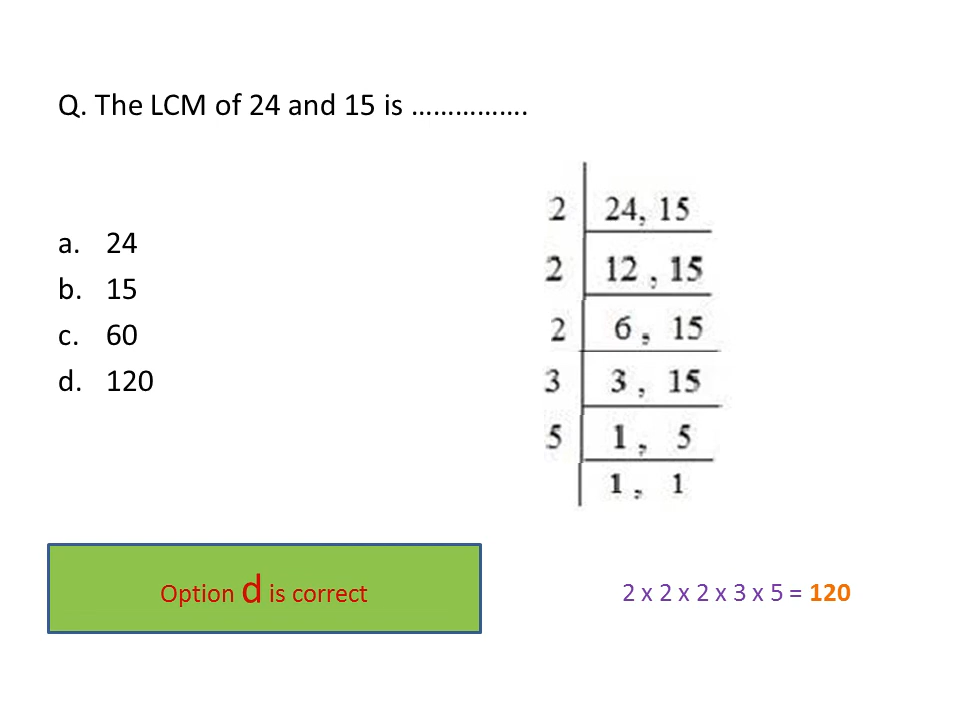 Q. The LCM of 24 and 15 is …………….
a. 24
b. 15
c. 60
d. 120
2 24, 15
2 12 , 15
2 6 , 15
3 3 , 15
5 1 , 5
1 , 1
Option d is correct
2 x 2 x 2 x 3 x 5 = 120